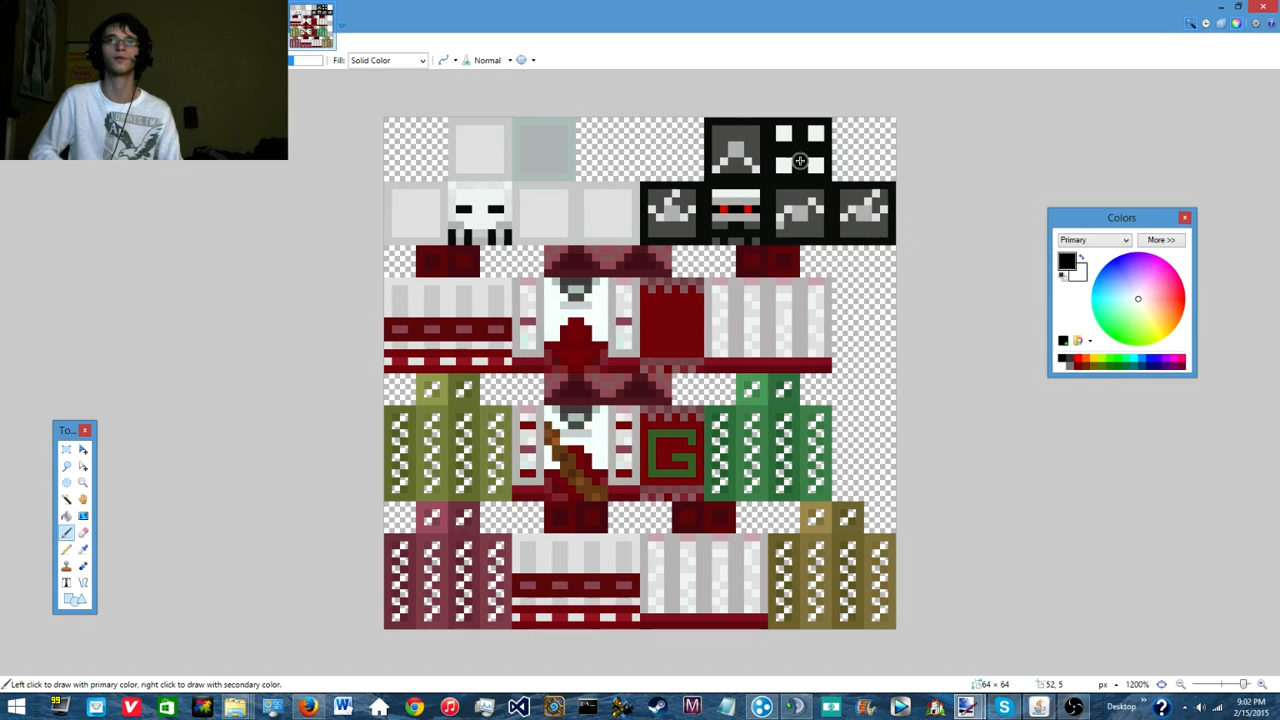 Fill: Solid Color
Normal
Colors
Primary
More >>
G
To...
T
Left click to draw with primary color, right click to draw with secondary color.
64 × 64
52, 5
px
1200%
99
Desktop
9:02 PM
2/15/2015